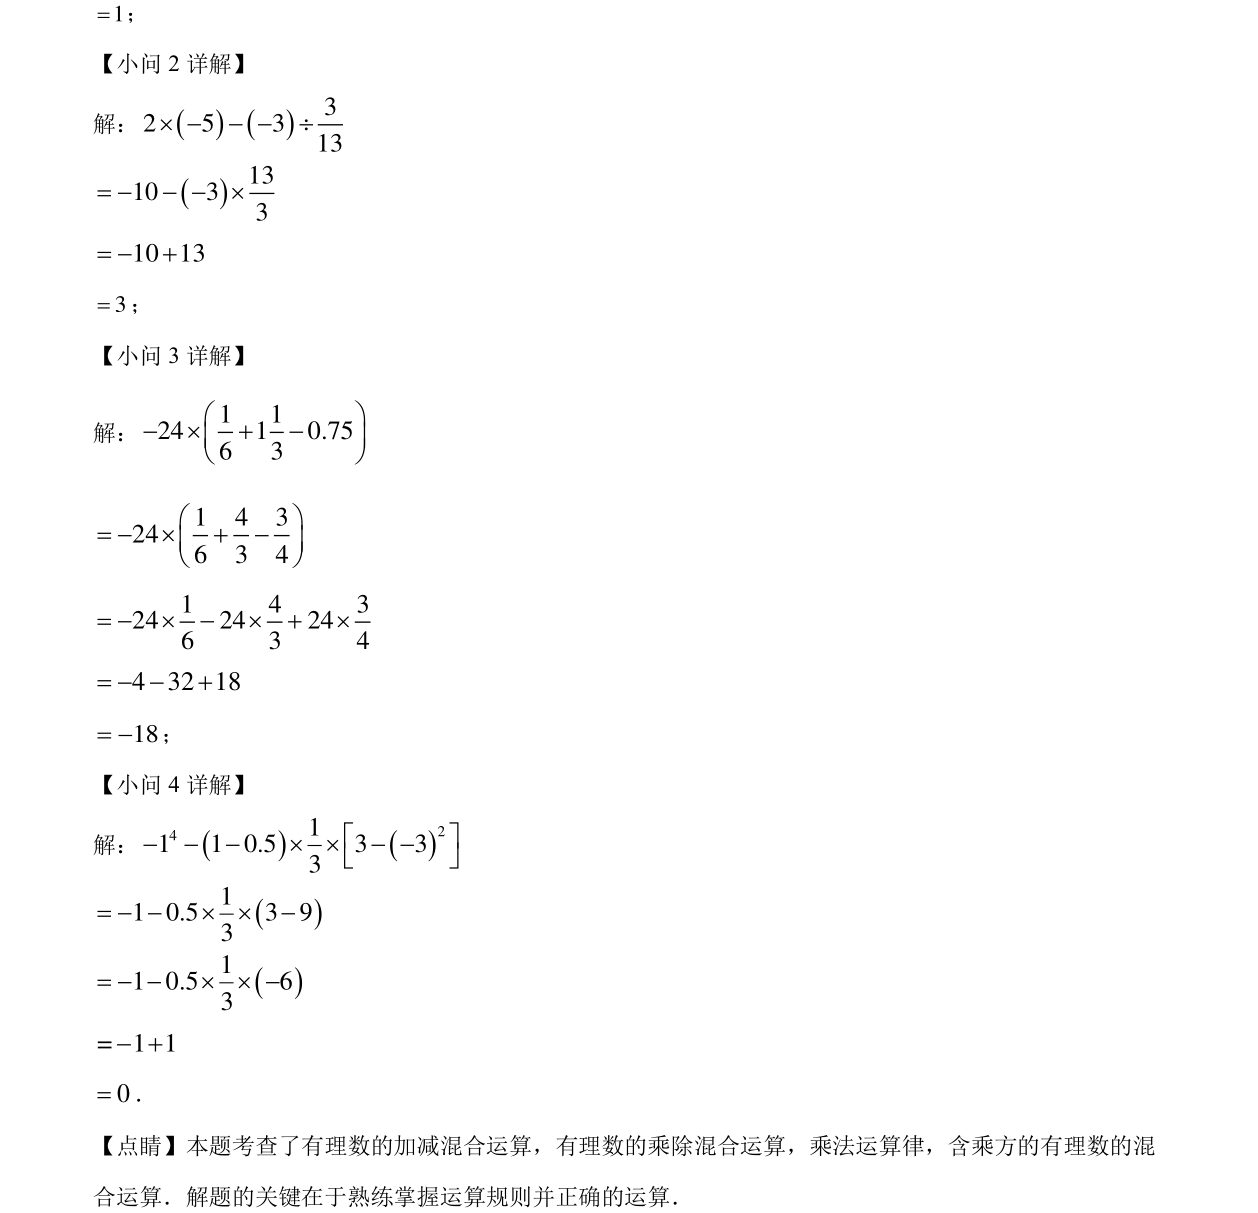 =1；
【小问 2 详解】
解：2×(−5)−(−3)÷3/13
=−10−(−3)×13/3
=−10+13
=3；
【小问 3 详解】
解：−24×(1/6+1 1/3−0.75)
=−24×(1/6+4/3−3/4)
=−24×1/6−24×4/3+24×3/4
=−4−32+18
=−18；
【小问 4 详解】
解：−1⁴−(1−0.5)×1/3×[3−(−3)²]
=−1−0.5×1/3×(3−9)
=−1−0.5×1/3×(−6)
=−1+1
=0．
【点睛】本题考查了有理数的加减混合运算，有理数的乘除混合运算，乘法运算律，含乘方的有理数的混
合运算．解题的关键在于熟练掌握运算规则并正确的运算．